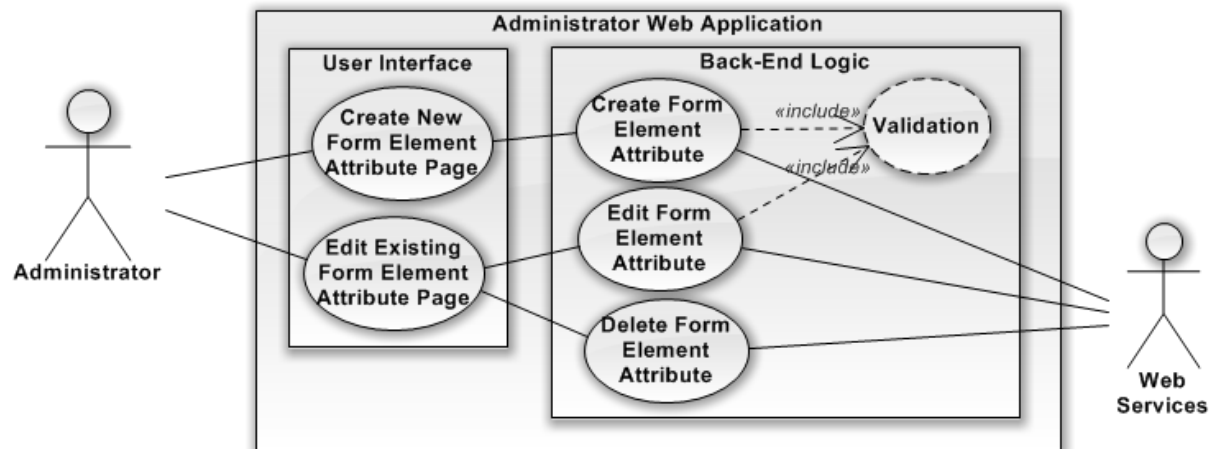 Administrator Web Application
User Interface
Back-End Logic
Create New
Form Element
Attribute Page
Create Form
Element
Attribute
«include»
Validation
«include»
Edit Form
Element
Attribute
Administrator
Edit Existing
Form Element
Attribute Page
Delete Form
Element
Attribute
Web
Services